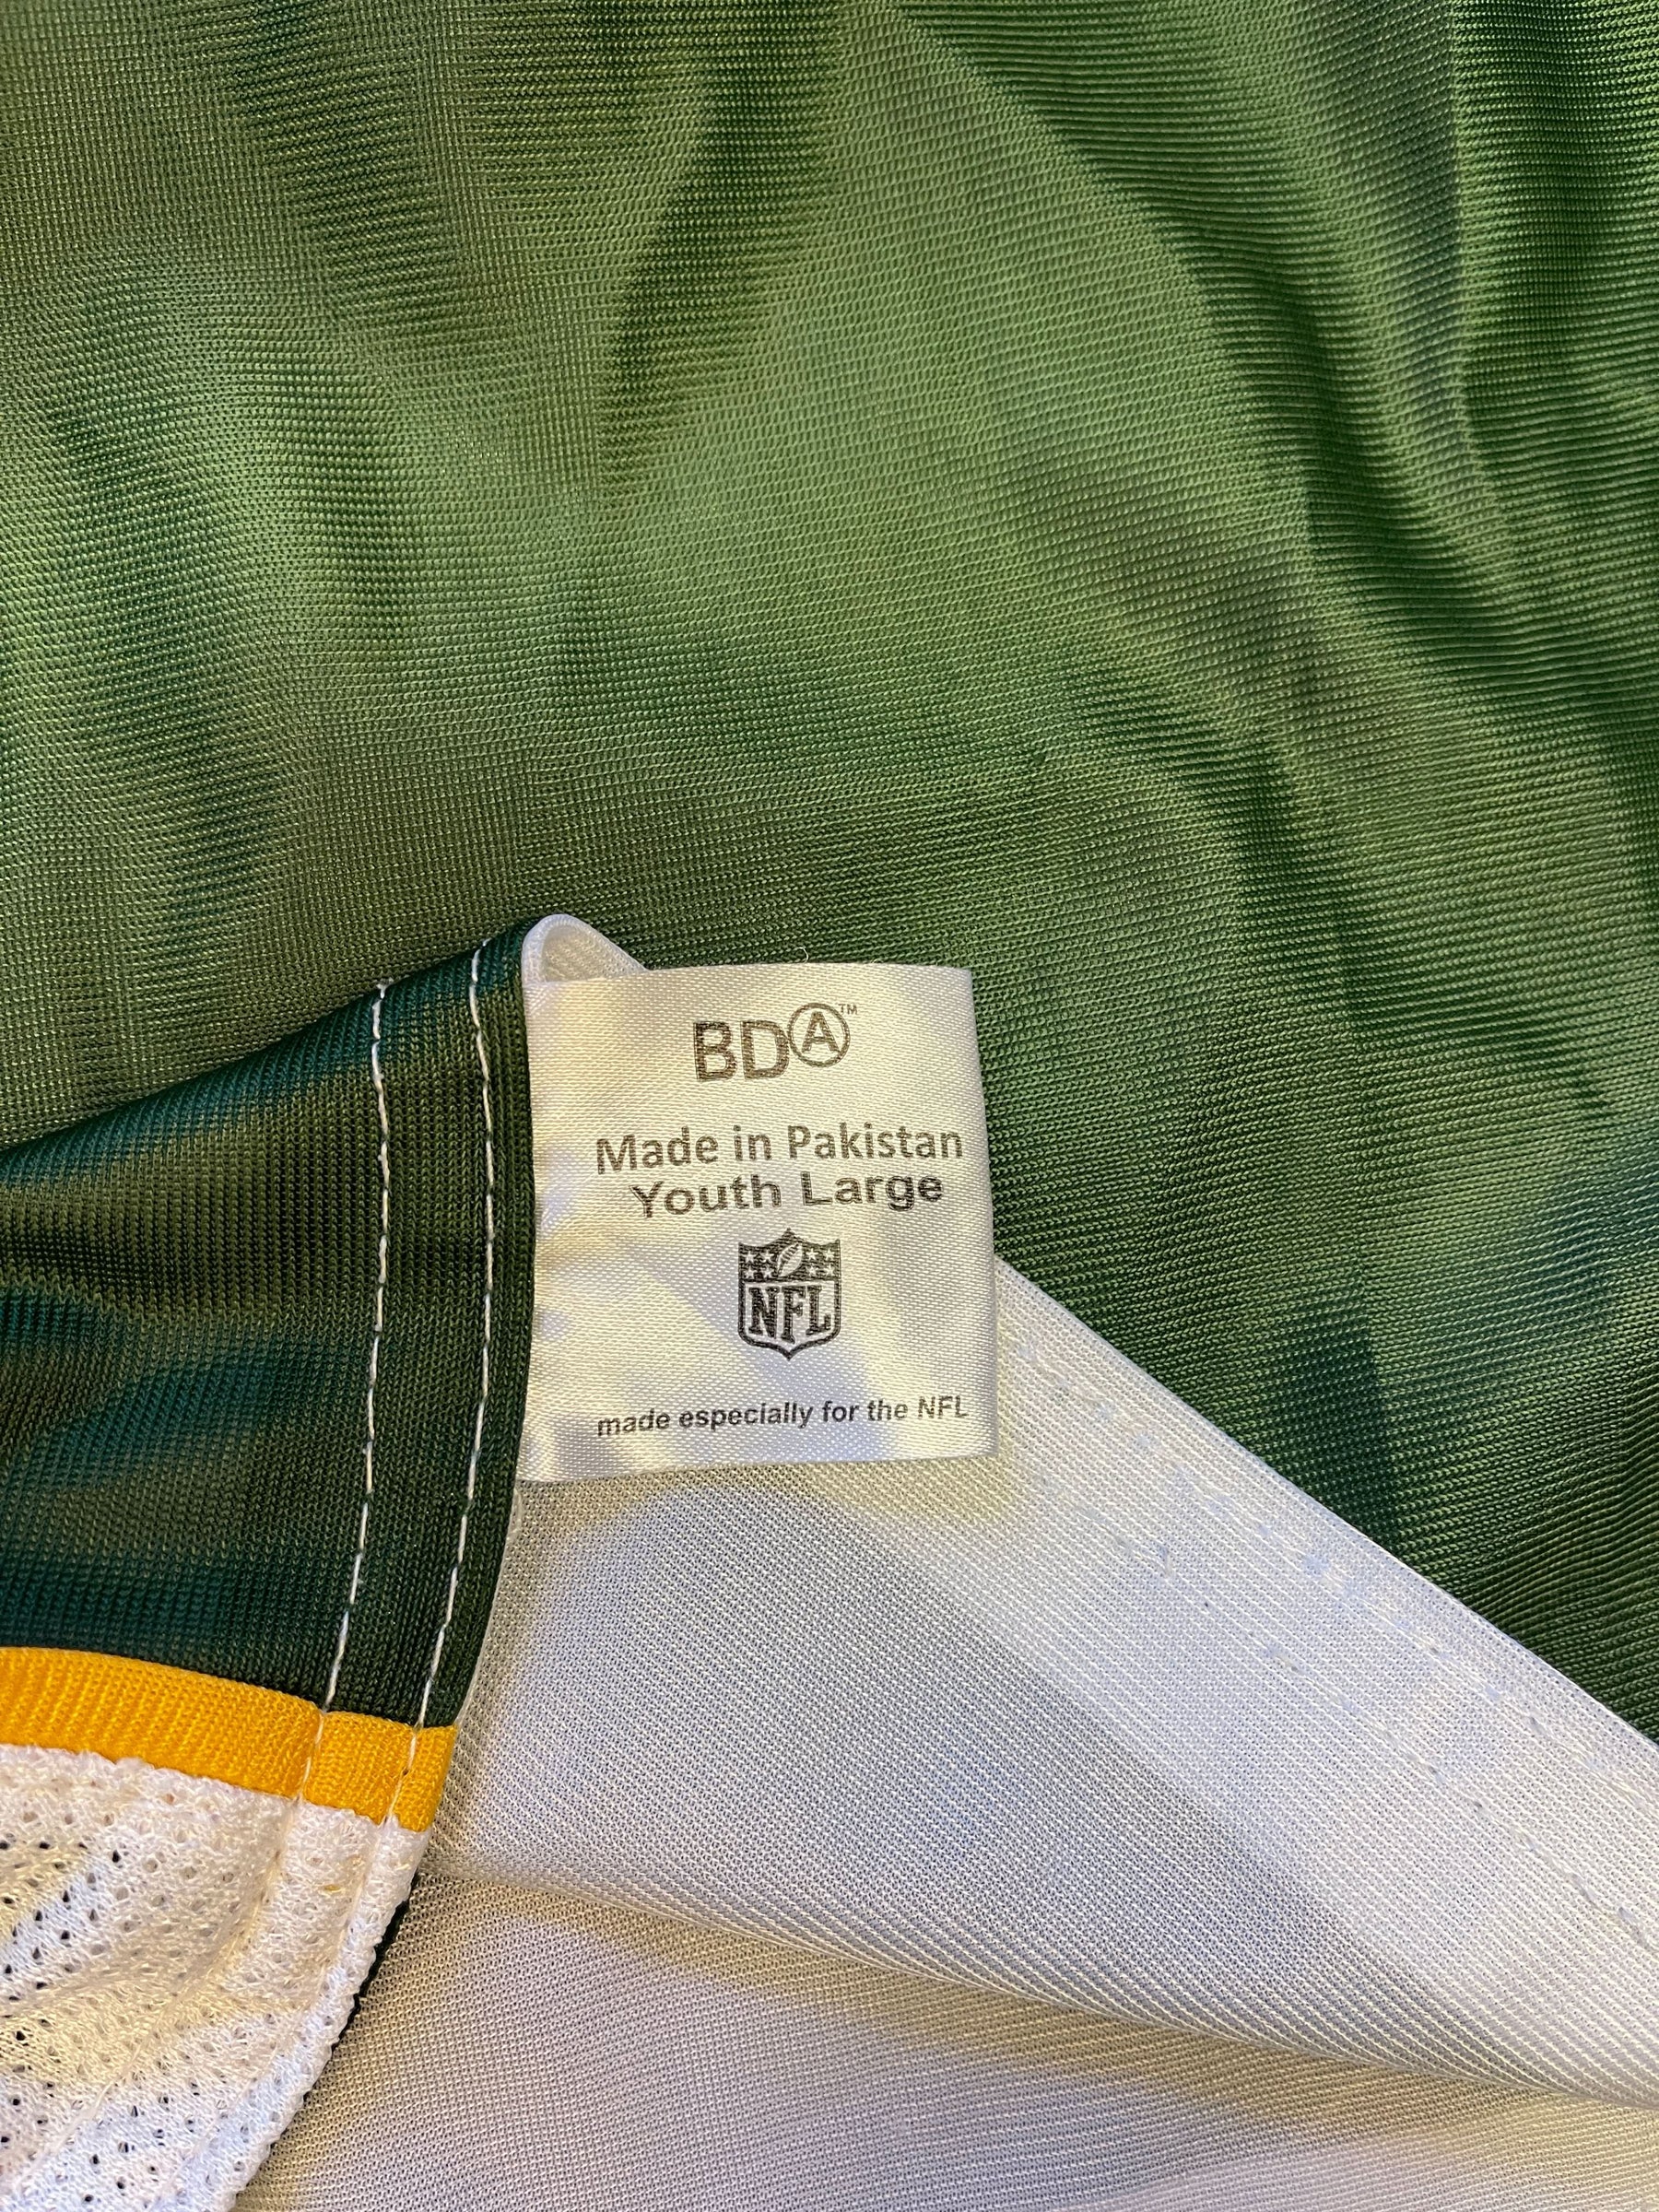 BDA™
Made in Pakistan
Youth Large
NFL
made especially for the NFL